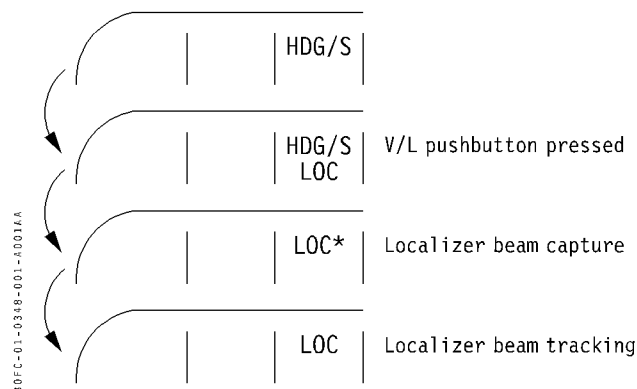 HDG/S
HDG/S
LOC
V/L pushbutton pressed
LOC*
Localizer beam capture
LOC
Localizer beam tracking